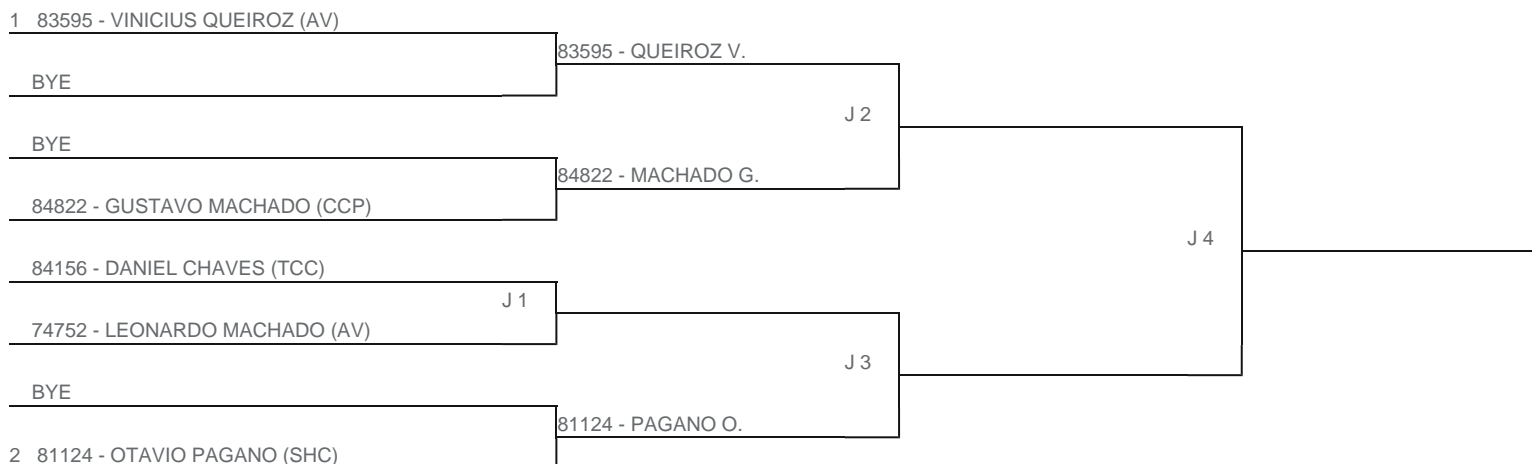 1 83595 - VINICIUS QUEIROZ (AV)
83595 - QUEIROZ V.
BYE
J 2
BYE
84822 - MACHADO G.
84822 - GUSTAVO MACHADO (CCP)
J 4
84156 - DANIEL CHAVES (TCC)
J 1
74752 - LEONARDO MACHADO (AV)
J 3
BYE
81124 - PAGANO O.
2 81124 - OTAVIO PAGANO (SHC)